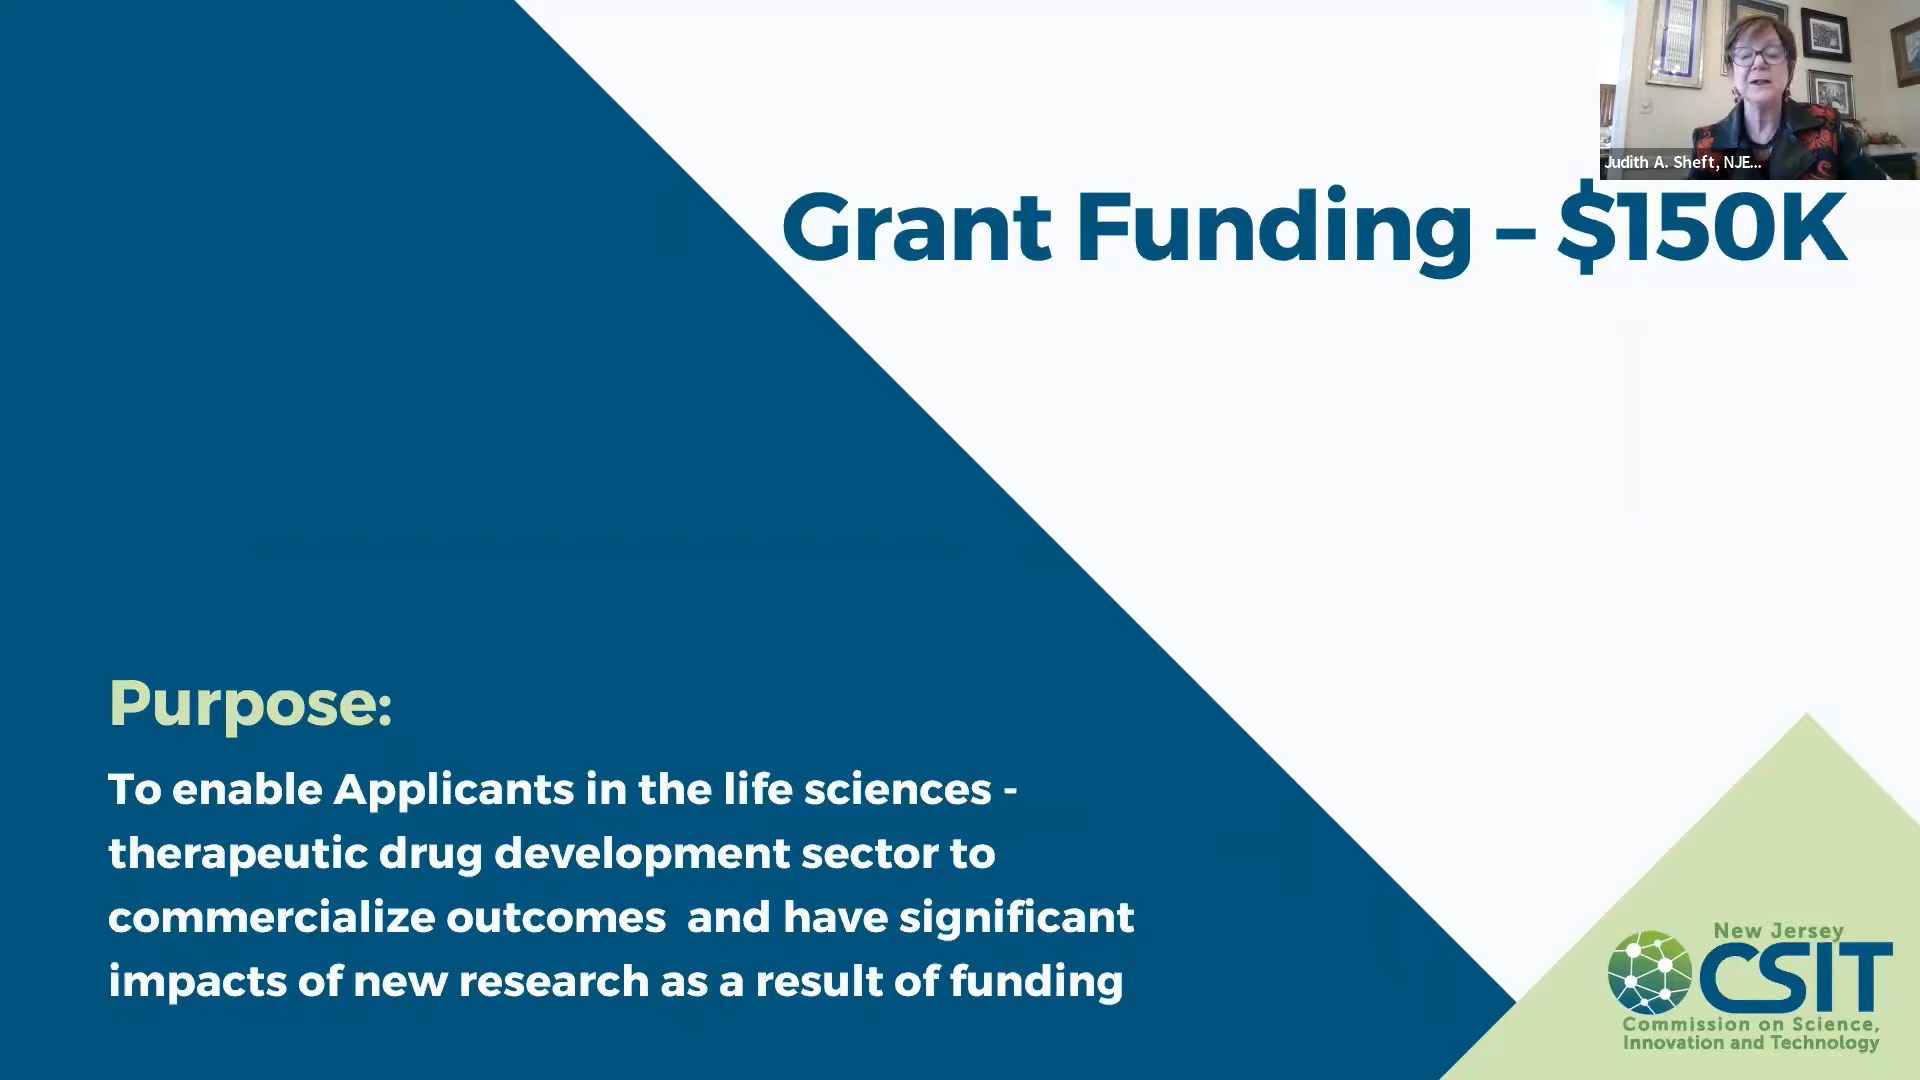 Judith A. Sheft, NJE...
Grant Funding – $150K
Purpose:
To enable Applicants in the life sciences -
therapeutic drug development sector to
commercialize outcomes  and have significant
impacts of new research as a result of funding
New Jersey
CSIT
Commission on Science,
Innovation and Technology